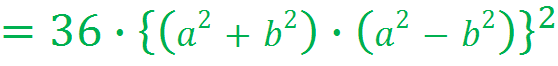 = 36 · {(a² + b²) · (a² − b²)}²